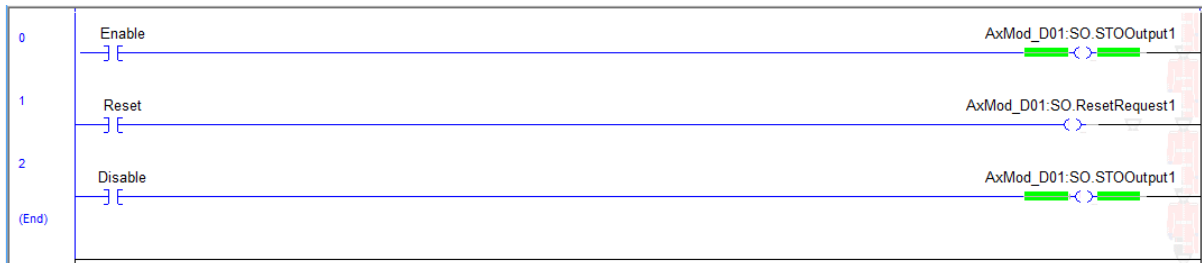 0
Enable
AxMod_D01:SO.STOOutput1
1
Reset
AxMod_D01:SO.ResetRequest1
2
Disable
AxMod_D01:SO.STOOutput1
(End)